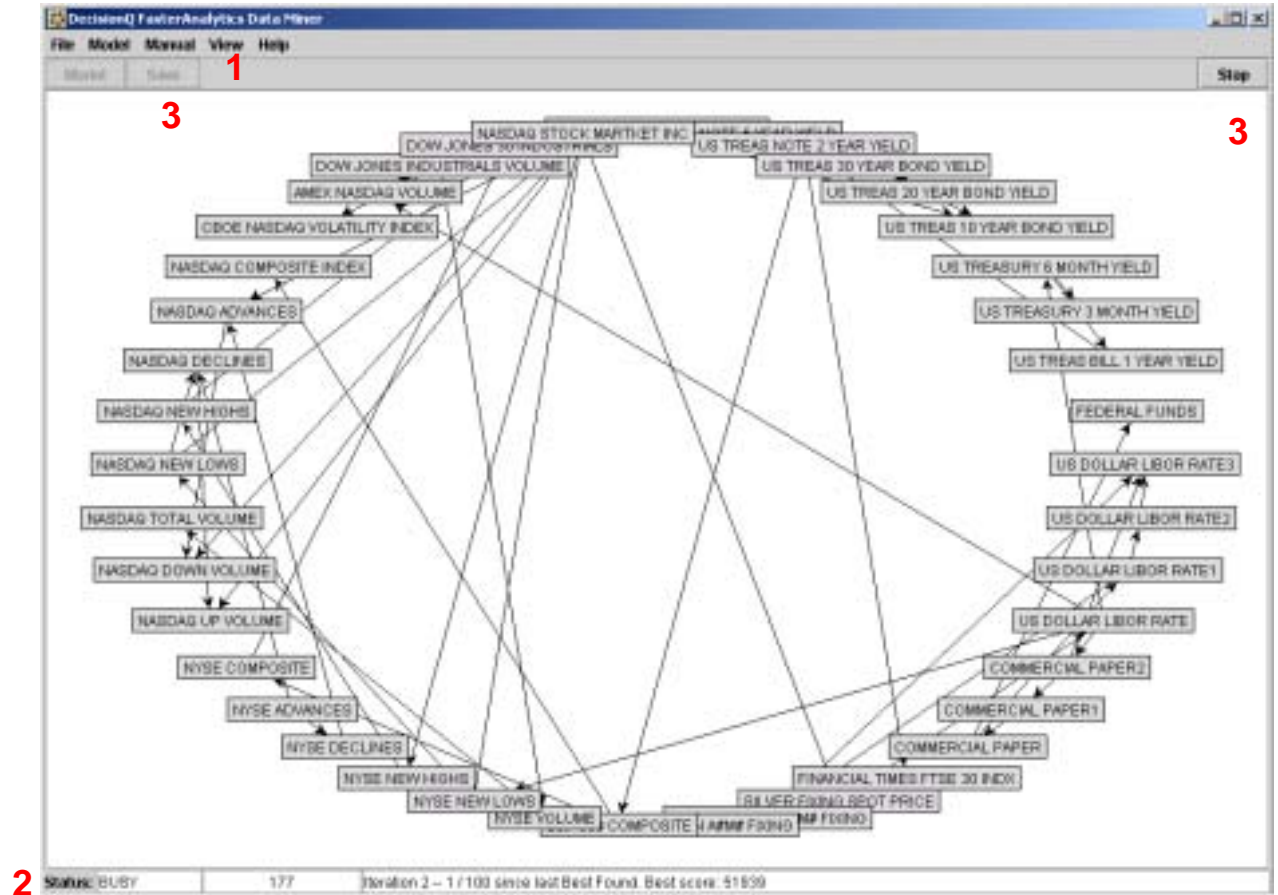 DecisionQ FasterAnalytics Data Miner
File Model Manual View Help
1
Model Save Stop
3
3
NASDAQ STOCK MARTKET INC
DOW JONES 30 INDUSTRIALS
US TREAS NOTE 2 YEAR YIELD
DOW JONES INDUSTRIALS VOLUME
US TREAS 30 YEAR BOND YIELD
AMEX NASDAQ VOLUME
US TREAS 20 YEAR BOND YIELD
CBOE NASDAQ VOLATILITY INDEX
US TREAS 10 YEAR BOND YIELD
NASDAQ COMPOSITE INDEX
US TREASURY 6 MONTH YIELD
NASDAQ ADVANCES
US TREASURY 3 MONTH YIELD
NASDAQ DECLINES
US TREAS BILL 1 YEAR YIELD
NASDAQ NEW HIGHS
FEDERAL FUNDS
NASDAQ NEW LOWS
US DOLLAR LIBOR RATE3
NASDAQ TOTAL VOLUME
US DOLLAR LIBOR RATE2
NASDAQ DOWN VOLUME
US DOLLAR LIBOR RATE1
NASDAQ UP VOLUME
US DOLLAR LIBOR RATE
NYSE COMPOSITE
COMMERCIAL PAPER2
NYSE ADVANCES
COMMERCIAL PAPER1
NYSE DECLINES
COMMERCIAL PAPER
NYSE NEW HIGHS
FINANCIAL TIMES FTSE 30 INDX
NYSE NEW LOWS
SILVER FIXING SPOT PRICE
NYSE VOLUME
COMPOSITE
FIXING
FIXING
2
Status: BUSY 177 Iteration 2 -- 1 / 100 since last Best Found. Best score: 51939